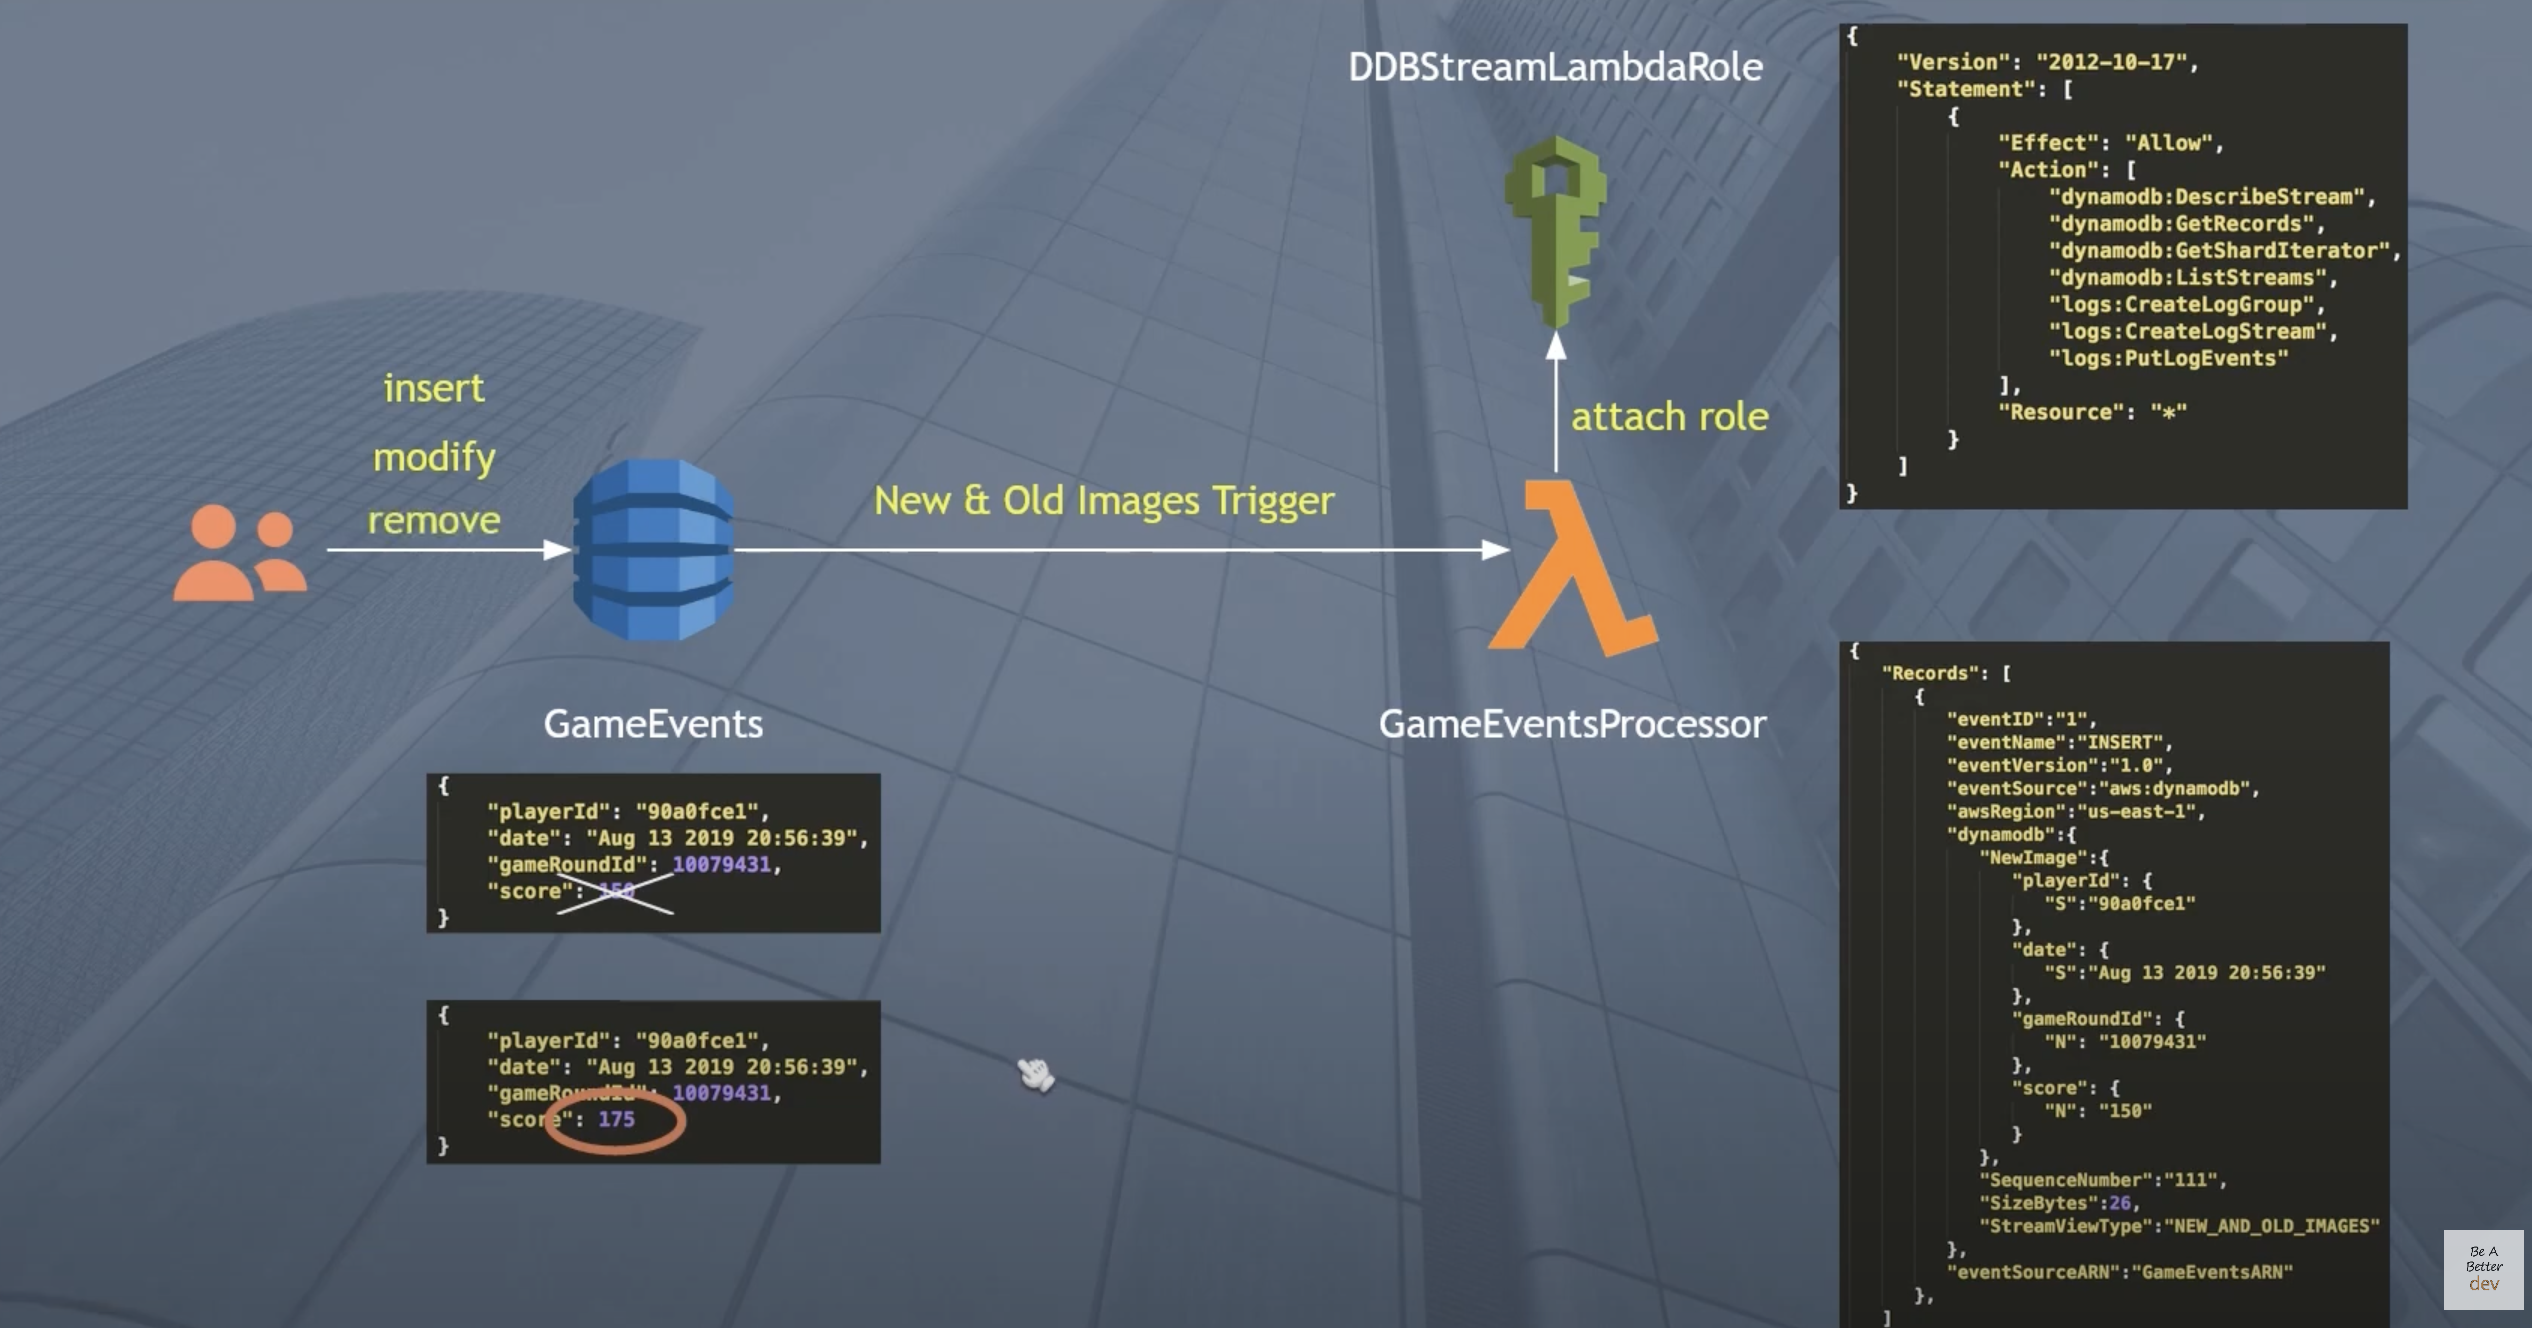 DDBStreamLambdaRole
insert
modify
remove
New & Old Images Trigger
attach role
GameEvents
GameEventsProcessor
{
"playerId": "90a0fce1",
"date": "Aug 13 2019 20:56:39",
"gameRoundId": 10079431,
"score": 150
}
{
"playerId": "90a0fce1",
"date": "Aug 13 2019 20:56:39",
"gameRoundId": 10079431,
"score": 175
}
{
"Version": "2012-10-17",
"Statement": [
{
"Effect": "Allow",
"Action": [
"dynamodb:DescribeStream",
"dynamodb:GetRecords",
"dynamodb:GetShardIterator",
"dynamodb:ListStreams",
"logs:CreateLogGroup",
"logs:CreateLogStream",
"logs:PutLogEvents"
],
"Resource": "*"
}
]
}
{
"Records": [
{
"eventID":"1",
"eventName":"INSERT",
"eventVersion":"1.0",
"eventSource":"aws:dynamodb",
"awsRegion":"us-east-1",
"dynamodb":{
"NewImage":{
"playerId": {
"S":"90a0fce1"
},
"date": {
"S":"Aug 13 2019 20:56:39"
},
"gameRoundId": {
"N": "10079431"
},
"score": {
"N": "150"
}
},
"SequenceNumber":"111",
"SizeBytes":26,
"StreamViewType":"NEW_AND_OLD_IMAGES"
},
"eventSourceARN":"GameEventsARN"
},
]
Be A
Better
dev